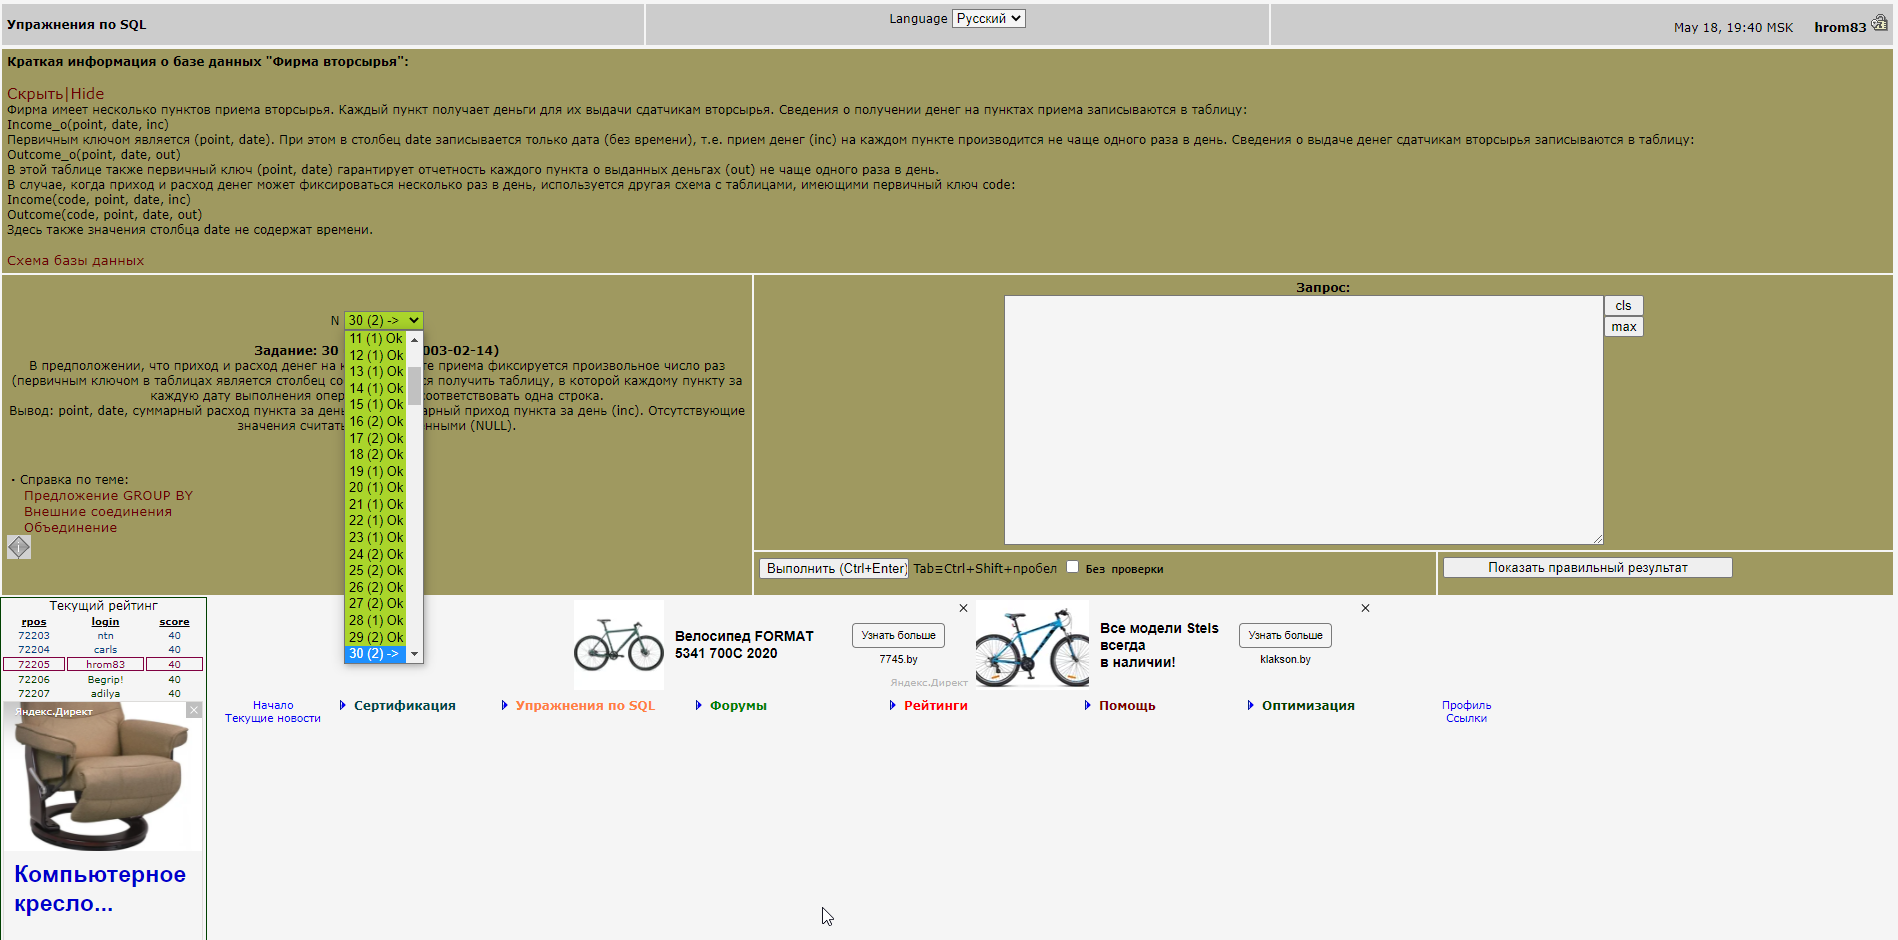 Упражнения по SQL
Language Русский
May 18, 19:40 MSK hrom83
Краткая информация о базе данных "Фирма вторсырья":
Скрыть|Hide
Фирма имеет несколько пунктов приема вторсырья. Каждый пункт получает деньги для их выдачи сдатчикам вторсырья. Сведения о получении денег на пунктах приема записываются в таблицу:
Income_o(point, date, inc)
Первичным ключом является (point, date). При этом в столбец date записывается только дата (без времени), т.е. прием денег (inc) на каждом пункте производится не чаще одного раза в день. Сведения о выдаче денег сдатчикам вторсырья записываются в таблицу:
Outcome_o(point, date, out)
В этой таблице также первичный ключ (point, date) гарантирует отчетность каждого пункта о выданных деньгах (out) не чаще одного раза в день.
В случае, когда приход и расход денег может фиксироваться несколько раз в день, используется другая схема с таблицами, имеющими первичный ключ code:
Income(code, point, date, inc)
Outcome(code, point, date, out)
Здесь также значения столбца date не содержат времени.
Схема базы данных
N 30 (2) ->
11 (1) Ok
12 (1) Ok
13 (1) Ok
14 (1) Ok
15 (1) Ok
16 (2) Ok
17 (2) Ok
18 (2) Ok
19 (1) Ok
20 (1) Ok
21 (1) Ok
22 (1) Ok
23 (1) Ok
24 (2) Ok
25 (2) Ok
26 (2) Ok
27 (2) Ok
28 (1) Ok
29 (2) Ok
30 (2) ->
Задание: 30 003-02-14)
В предположении, что приход и расход денег на к те приема фиксируется произвольное число раз
(первичным ключом в таблицах является столбец co ся получить таблицу, в которой каждому пункту за
каждую дату выполнения опер соответствовать одна строка.
Вывод: point, date, суммарный расход пункта за день арный приход пункта за день (inc). Отсутствующие
значения считать нными (NULL).
· Справка по теме:
Предложение GROUP BY
Внешние соединения
Объединение
Запрос:
cls
max
Выполнить (Ctrl+Enter) Tab≡Ctrl+Shift+пробел Без проверки
Показать правильный результат
Текущий рейтинг
rpos login score
72203 ntn 40
72204 carls 40
72205 hrom83 40
72206 Begrip! 40
72207 adilya 40
Яндекс.Директ
Компьютерное
кресло...
Велосипед FORMAT
5341 700C 2020
Узнать больше
7745.by
Яндекс.Директ
Все модели Stels
всегда
в наличии!
Узнать больше
klakson.by
Начало
Текущие новости
Сертификация
Упражнения по SQL
Форумы
Рейтинги
Помощь
Оптимизация
Профиль
Ссылки